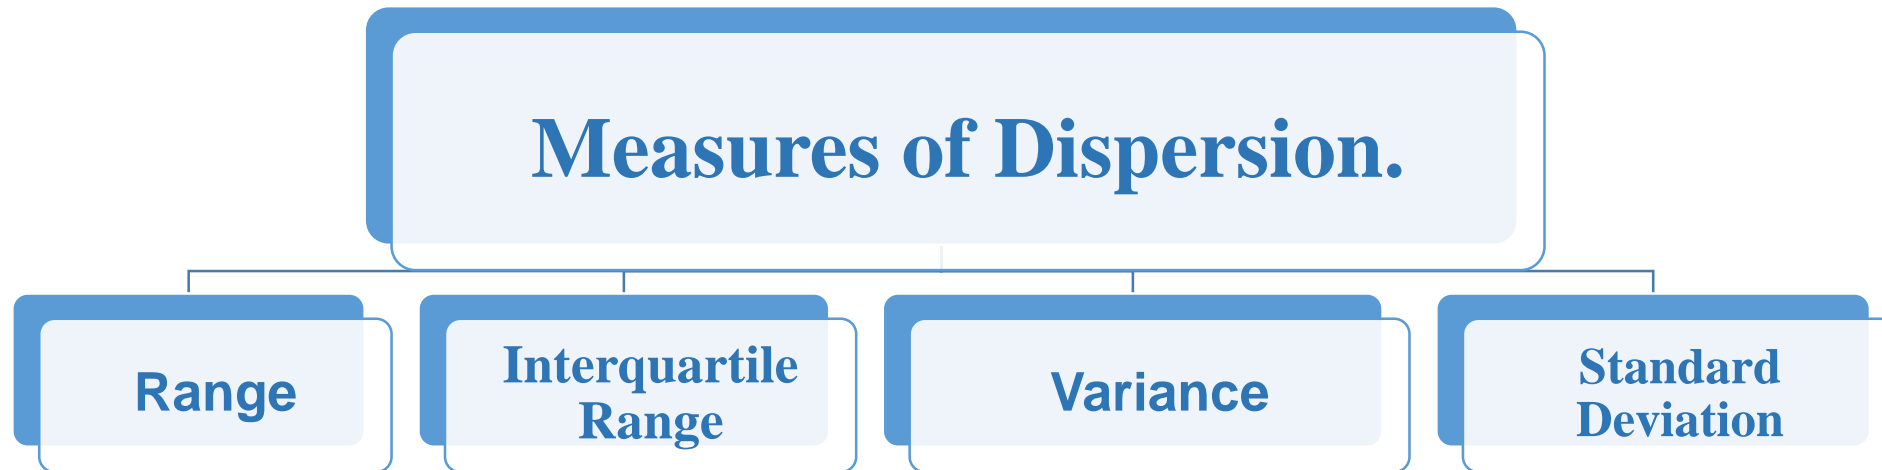 Measures of Dispersion.
Range
Interquartile
Range
Variance
Standard
Deviation